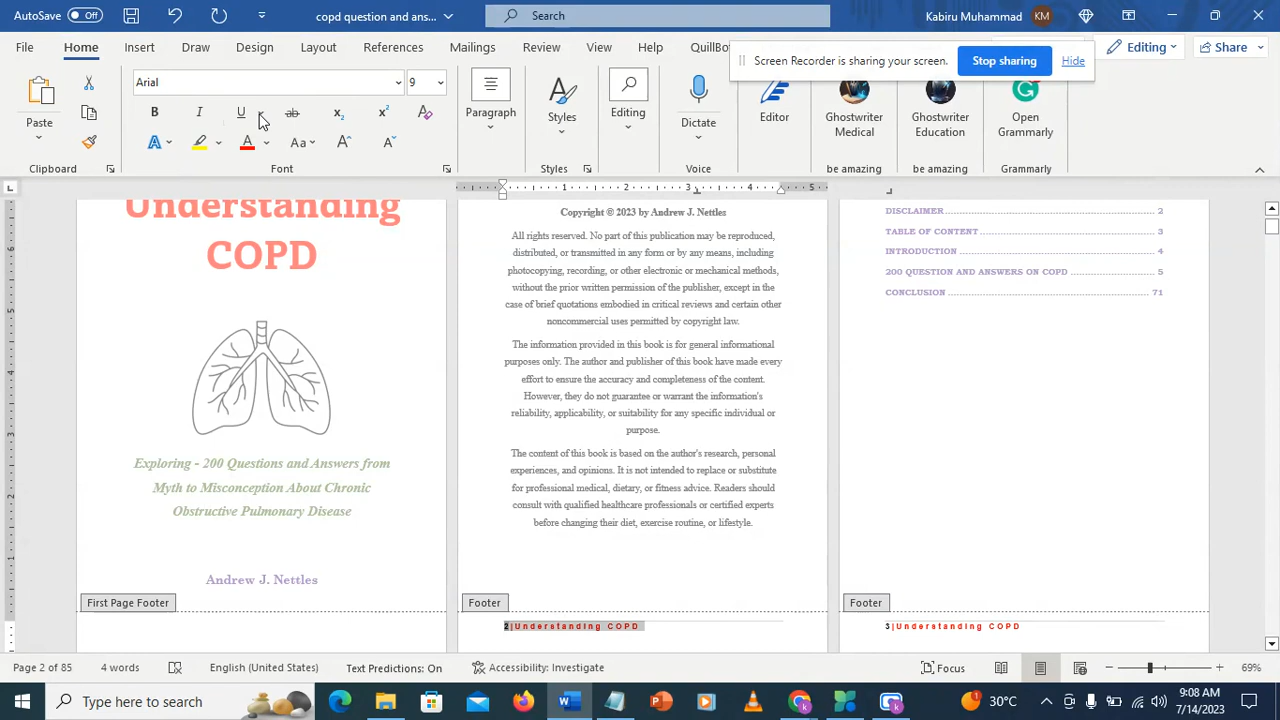 AutoSave Off
copd question and ans...
Search
Kabiru Muhammad KM
File Home Insert Draw Design Layout References Mailings Review View Help QuillBo
Screen Recorder is sharing your screen. Stop sharing Hide
Editing Share
Paste
Clipboard
Arial 9
B I U ab x₂ x²
A A Aa A A
Font
Paragraph
Styles
Styles
Editing
Dictate
Voice
Editor
Ghostwriter Medical
be amazing
Ghostwriter Education
be amazing
Open Grammarly
Grammarly
1 2 3 4 5
Understanding
COPD
Exploring - 200 Questions and Answers from
Myth to Misconception About Chronic
Obstructive Pulmonary Disease
Andrew J. Nettles
First Page Footer
Copyright © 2023 by Andrew J. Nettles
All rights reserved. No part of this publication may be reproduced,
distributed, or transmitted in any form or by any means, including
photocopying, recording, or other electronic or mechanical methods,
without the prior written permission of the publisher, except in the
case of brief quotations embodied in critical reviews and certain other
noncommercial uses permitted by copyright law.
The information provided in this book is for general informational
purposes only. The author and publisher of this book have made every
effort to ensure the accuracy and completeness of the content.
However, they do not guarantee or warrant the information's
reliability, applicability, or suitability for any specific individual or
purpose.
The content of this book is based on the author's research, personal
experiences, and opinions. It is not intended to replace or substitute
for professional medical, dietary, or fitness advice. Readers should
consult with qualified healthcare professionals or certified experts
before changing their diet, exercise routine, or lifestyle.
Footer
2|Understanding COPD
DISCLAIMER 2
TABLE OF CONTENT 3
INTRODUCTION 4
200 QUESTION AND ANSWERS ON COPD 5
CONCLUSION 71
Footer
3|Understanding COPD
Page 2 of 85 4 words English (United States) Text Predictions: On Accessibility: Investigate Focus 69%
Type here to search
30°C
9:08 AM
7/14/2023